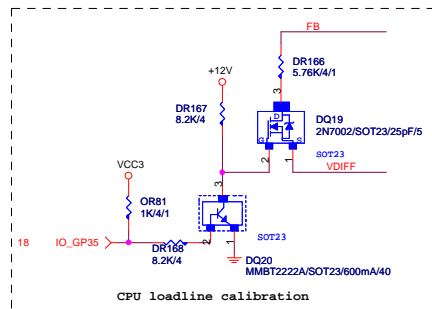 FB
DR166
5.76K/4/1
+12V
3
DR167
8.2K/4
D
DQ19
2N7002/SOT23/25pF/5
G
S
SOT23
2
1
VDIFF
VCC3
3
OR81
1K/4/1
18
IO_GP35
2
1
SOT23
DR168
8.2K/4
DQ20
MMBT2222A/SOT23/600mA/40
CPU loadline calibration